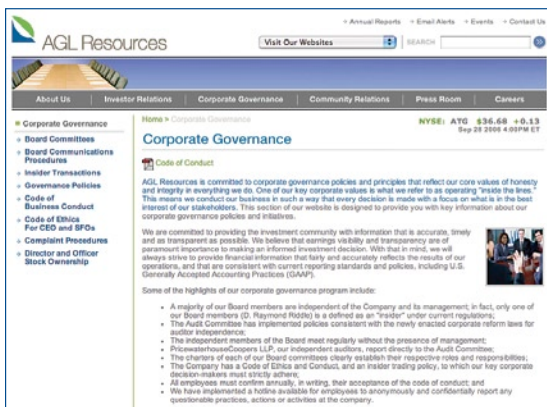 Annual Reports Email Alerts Events Contact Us
AGL Resources
Visit Our Websites SEARCH
About Us Investor Relations Corporate Governance Community Relations Press Room Careers
Corporate Governance
Board Committees
Board Communications
Procedures
Insider Transactions
Governance Policies
Code of
Business Conduct
Code of Ethics
For CEO and SFOs
Complaint Procedures
Director and Officer
Stock Ownership
Home > Corporate Governance
NYSE: ATG $36.68 +0.13
Sep 28 2006 4:05PM ET
Corporate Governance
Code of Conduct
AGL Resources is committed to corporate governance policies and principles that reflect our core values of honesty
and integrity in everything we do. One of our key corporate values is what we refer to as operating "inside the lines."
This means we conduct our business in such a way that every decision is made with a focus on what is in the best
interest of our stakeholders. This section of our website is designed to provide you with key information about our
corporate governance policies and initiatives.
We are committed to providing the investment community with information that is accurate, timely
and as transparent as possible. We believe that earnings visibility and transparency are of
paramount importance to making an informed investment decision. With that in mind, we will
always strive to provide financial information that fairly and accurately reflects the results of our
operations, and that are consistent with current reporting standards and policies, including U.S.
Generally Accepted Accounting Practices (GAAP).
Some of the highlights of our corporate governance program include:
A majority of our Board members are independent of the Company and its management; in fact, only one of
our Board members (D. Raymond Riddle) is a defined as an "insider" under current regulations;
The Audit Committee has implemented policies consistent with the newly enacted corporate reform laws for
auditor independence;
The independent members of the Board meet regularly without the presence of management;
PricewaterhouseCoopers LLP, our independent auditors, report directly to the Audit Committee;
The charters of each of our Board committees clearly establish their respective roles and responsibilities;
The Company has a Code of Ethics and Conduct, and an insider trading policy, to which our key corporate
decision-makers must strictly adhere;
All employees must confirm annually, in writing, their acceptance of the code of conduct; and
We have implemented a hotline available for employees to anonymously and confidentially report any
questionable practices, actions or activities at the company.